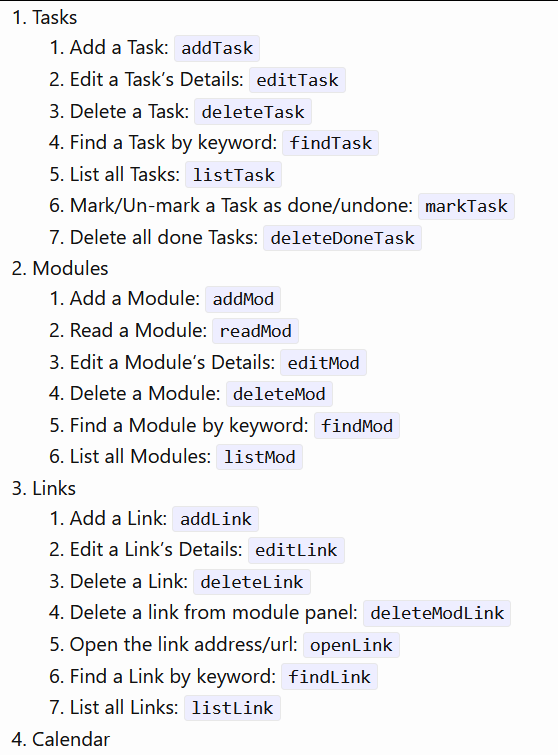 1. Tasks
1. Add a Task: addTask
2. Edit a Task’s Details: editTask
3. Delete a Task: deleteTask
4. Find a Task by keyword: findTask
5. List all Tasks: listTask
6. Mark/Un-mark a Task as done/undone: markTask
7. Delete all done Tasks: deleteDoneTask
2. Modules
1. Add a Module: addMod
2. Read a Module: readMod
3. Edit a Module’s Details: editMod
4. Delete a Module: deleteMod
5. Find a Module by keyword: findMod
6. List all Modules: listMod
3. Links
1. Add a Link: addLink
2. Edit a Link’s Details: editLink
3. Delete a Link: deleteLink
4. Delete a link from module panel: deleteModLink
5. Open the link address/url: openLink
6. Find a Link by keyword: findLink
7. List all Links: listLink
4. Calendar